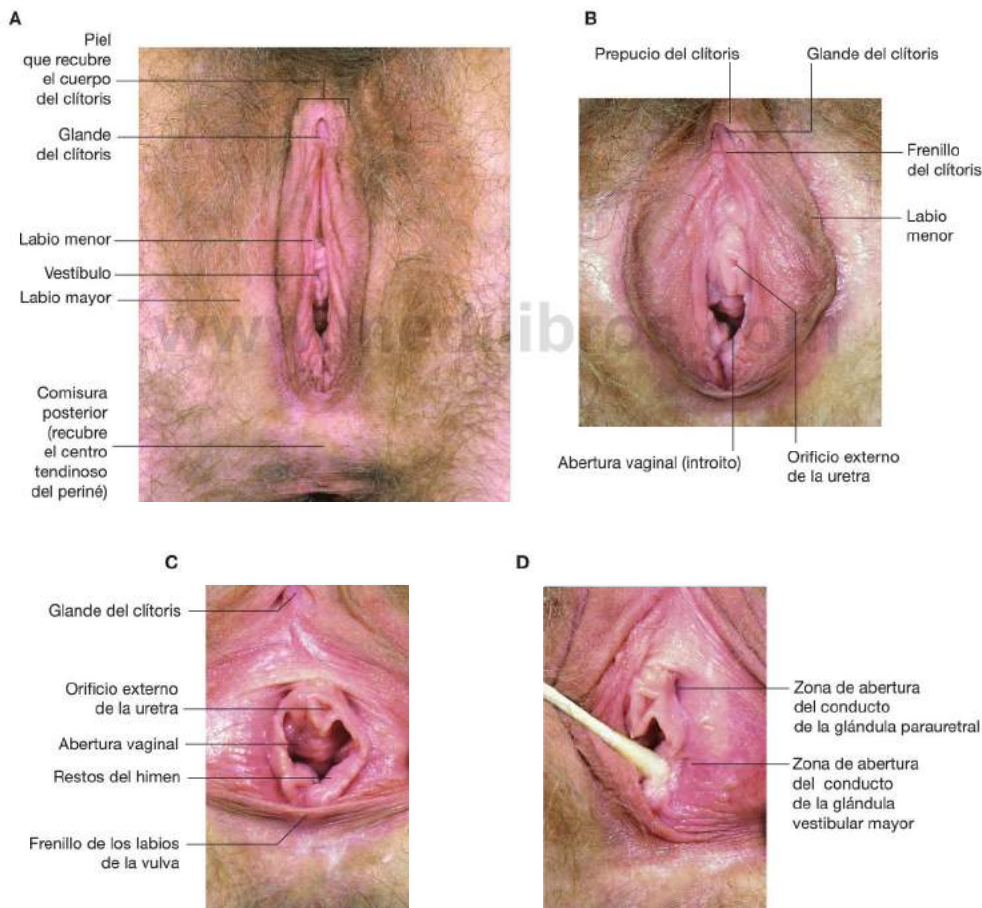 A
Piel
que recubre
el cuerpo
del clítoris
Glande
del clítoris
Labio menor
Vestíbulo
Labio mayor
Comisura
posterior
(recubre
el centro
tendinoso
del periné)
B
Prepucio del clítoris
Glande del clítoris
Frenillo
del clítoris
Labio
menor
Abertura vaginal (introito)
Orificio externo
de la uretra
C
Glande del clítoris
Orificio externo
de la uretra
Abertura vaginal
Restos del himen
Frenillo de los labios
de la vulva
D
Zona de abertura
del conducto
de la glándula parauretral
Zona de abertura
del conducto
de la glándula
vestibular mayor